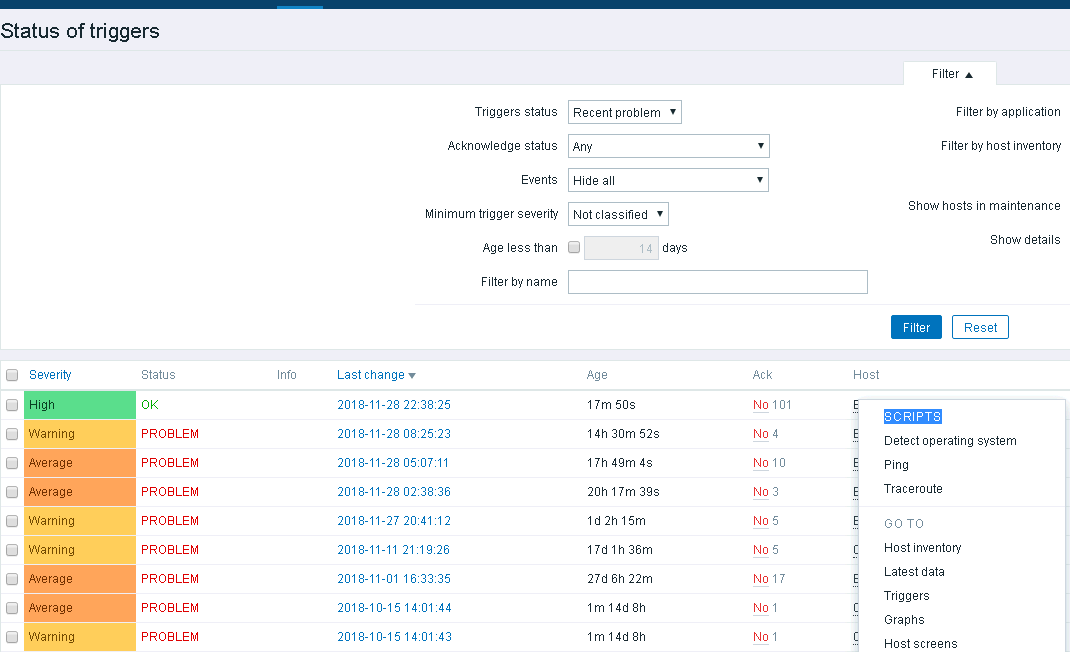 Status of triggers
Filter ▲
Triggers status Recent problem Filter by application
Acknowledge status Any Filter by host inventory
Events Hide all
Minimum trigger severity Not classified Show hosts in maintenance
Age less than 14 days Show details
Filter by name
Filter Reset
Severity Status Info Last change ▼ Age Ack Host
High OK 2018-11-28 22:38:25 17m 50s No 101
Warning PROBLEM 2018-11-28 08:25:23 14h 30m 52s No 4
Average PROBLEM 2018-11-28 05:07:11 17h 49m 4s No 10
Average PROBLEM 2018-11-28 02:38:36 20h 17m 39s No 3
Warning PROBLEM 2018-11-27 20:41:12 1d 2h 15m No 5
Warning PROBLEM 2018-11-11 21:19:26 17d 1h 36m No 5
Average PROBLEM 2018-11-01 16:33:35 27d 6h 22m No 17
Average PROBLEM 2018-10-15 14:01:44 1m 14d 8h No 1
Warning PROBLEM 2018-10-15 14:01:43 1m 14d 8h No 1
SCRIPTS
Detect operating system
Ping
Traceroute
GO TO
Host inventory
Latest data
Triggers
Graphs
Host screens